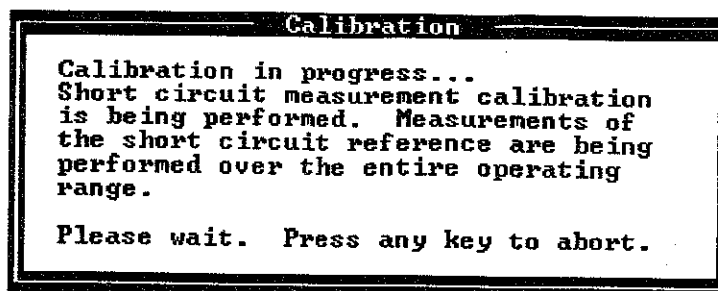 Calibration
Calibration in progress...
Short circuit measurement calibration
is being performed.  Measurements of
the short circuit reference are being
performed over the entire operating
range.
Please wait.  Press any key to abort.